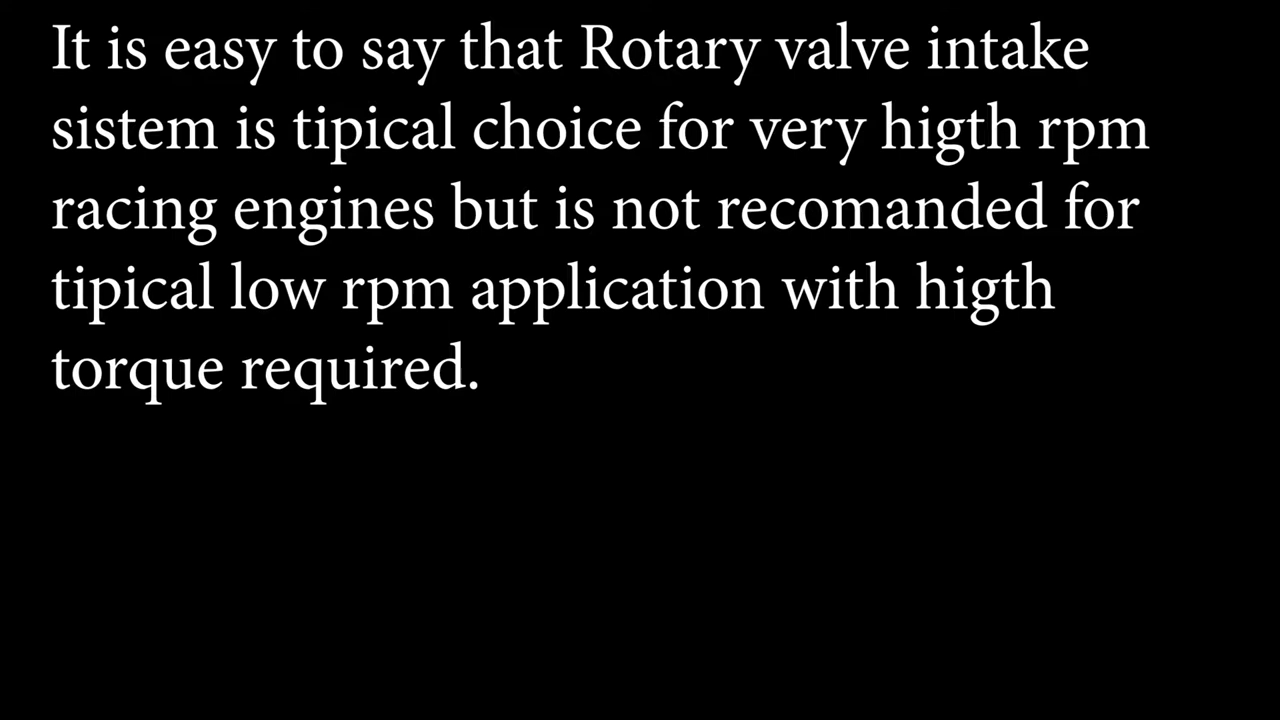 It is easy to say that Rotary valve intake
sistem is tipical choice for very higth rpm
racing engines but is not recomanded for
tipical low rpm application with higth
torque required.